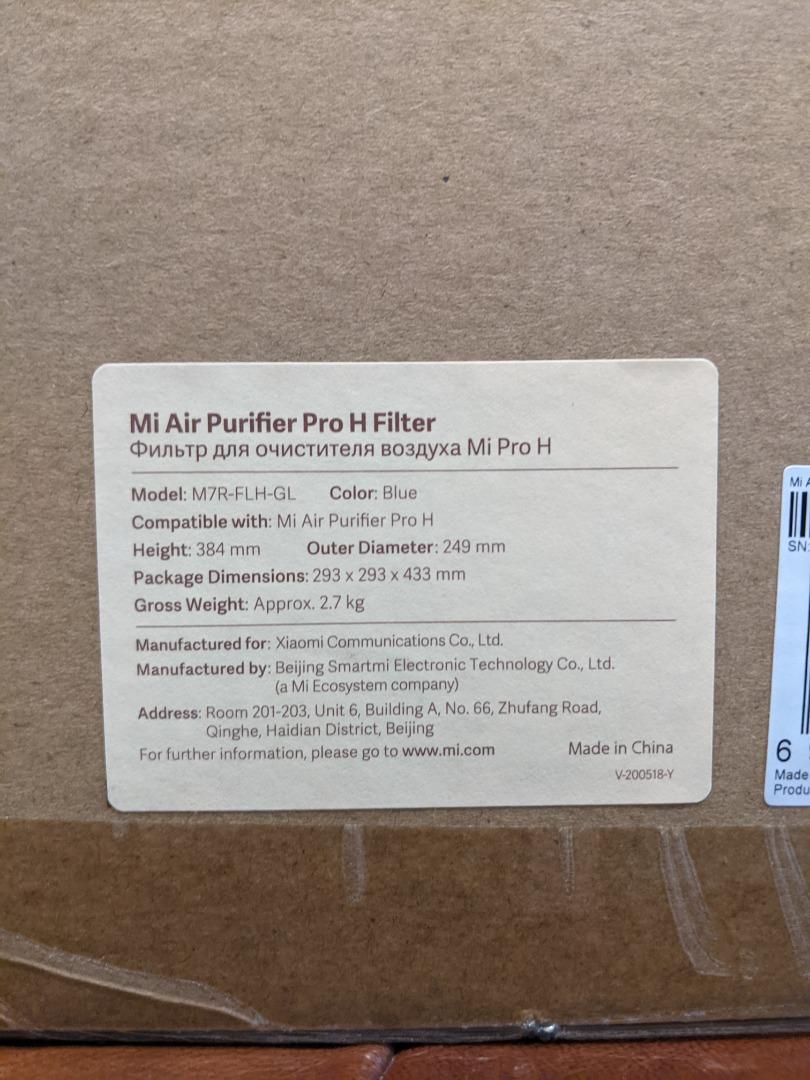 Mi Air Purifier Pro H Filter
Фильтр для очистителя воздуха Mi Pro H
Model: M7R-FLH-GL Color: Blue
Compatible with: Mi Air Purifier Pro H
Height: 384 mm Outer Diameter: 249 mm
Package Dimensions: 293 x 293 x 433 mm
Gross Weight: Approx. 2.7 kg
Manufactured for: Xiaomi Communications Co., Ltd.
Manufactured by: Beijing Smartmi Electronic Technology Co., Ltd.
(a Mi Ecosystem company)
Address: Room 201-203, Unit 6, Building A, No. 66, Zhufang Road,
Qinghe, Haidian District, Beijing
For further information, please go to www.mi.com Made in China
V-200518-Y
Mi A
SN:
6
Made
Produ